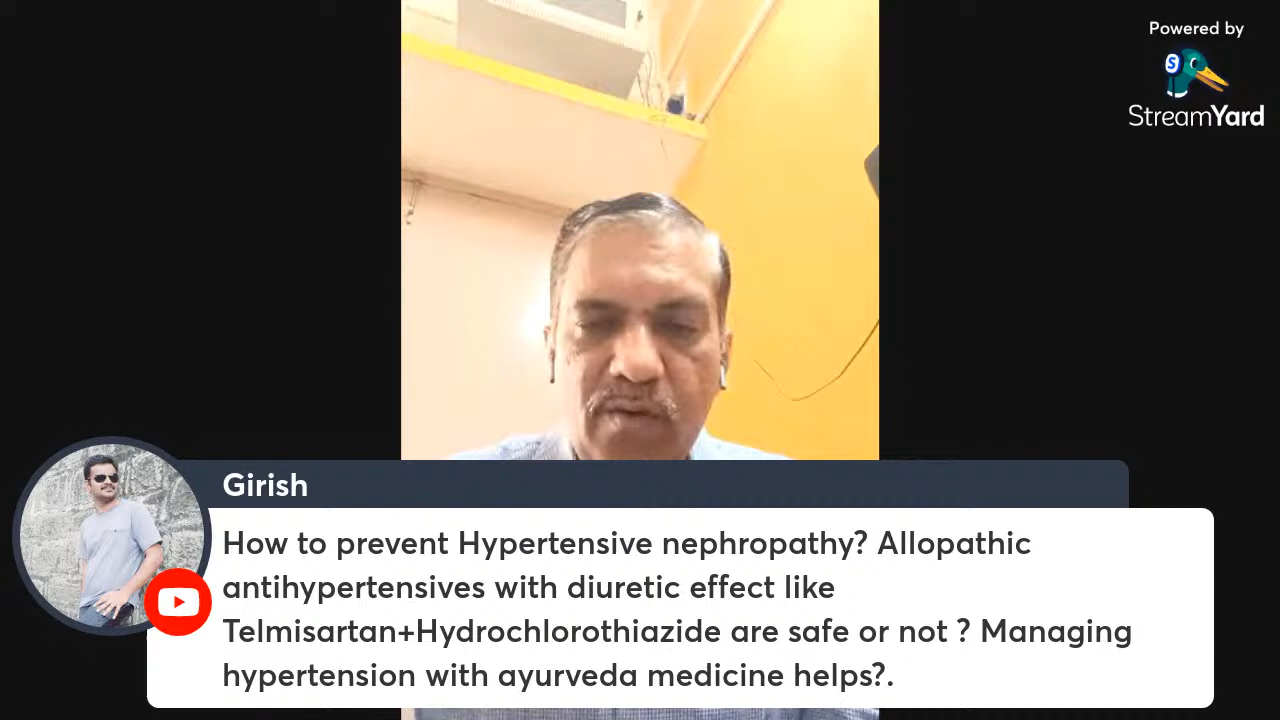 Powered by
StreamYard
Girish
How to prevent Hypertensive nephropathy? Allopathic
antihypertensives with diuretic effect like
Telmisartan+Hydrochlorothiazide are safe or not ? Managing
hypertension with ayurveda medicine helps?.